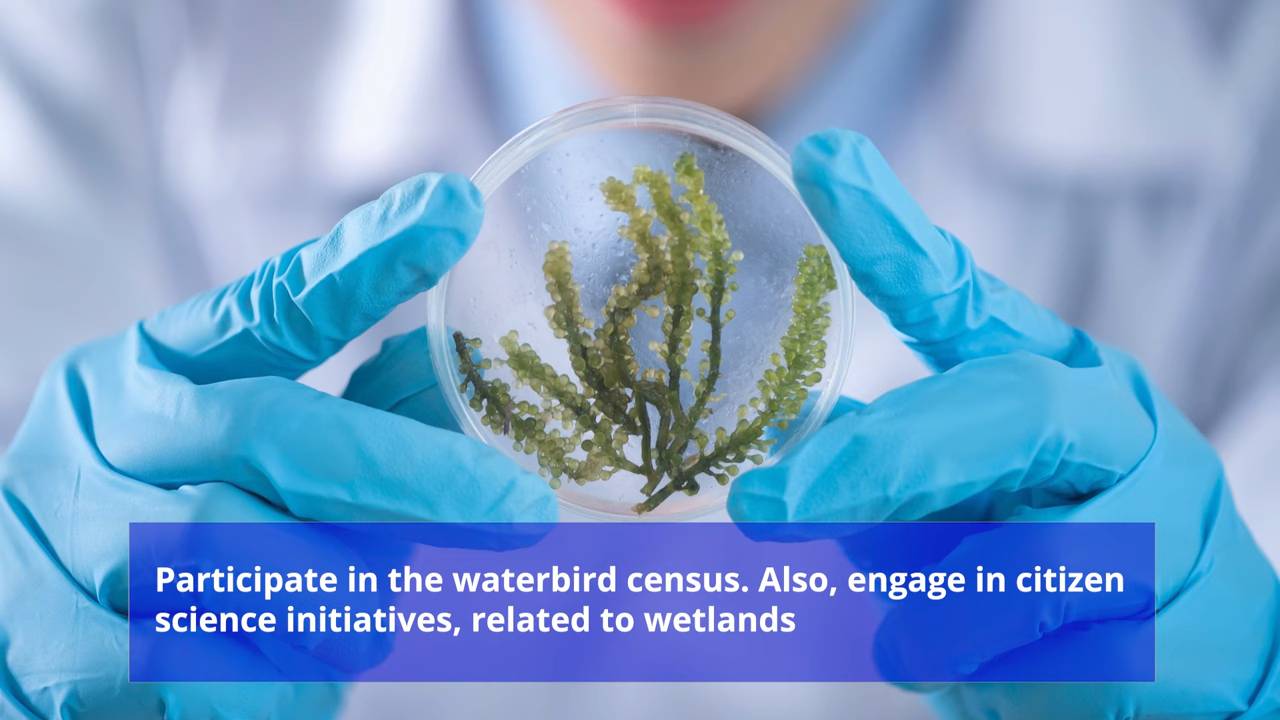 Participate in the waterbird census. Also, engage in citizen
science initiatives, related to wetlands